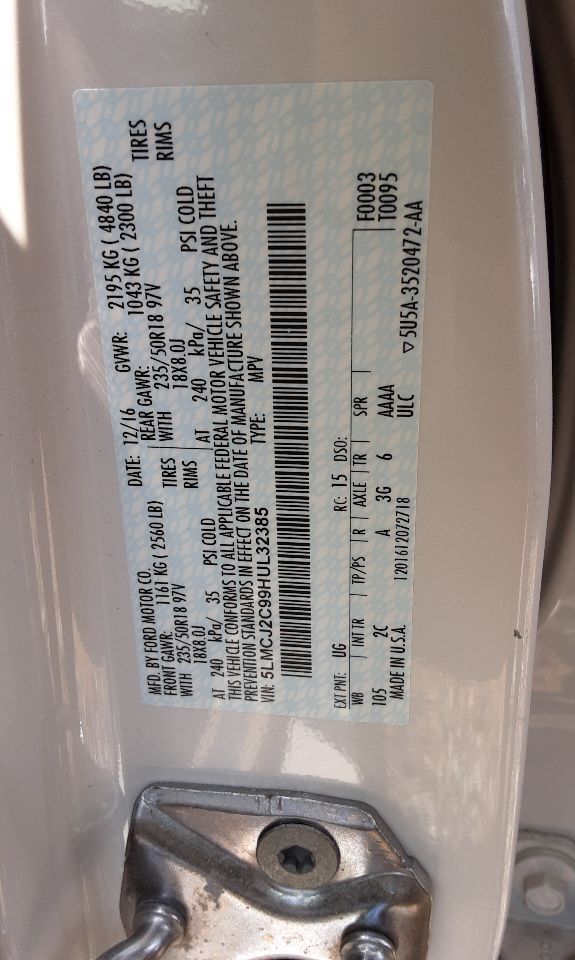 MFD. BY FORD MOTOR CO. DATE: 12/16 GVWR: 2195 KG ( 4840 LB)
FRONT GAWR: 1161 KG ( 2560 LB) REAR GAWR: 1043 KG ( 2300 LB)
WITH 235/50R18 97V TIRES WITH 235/50R18 97V TIRES
18X8.0J RIMS 18X8.0J RIMS
AT 240 kPa/ 35 PSI COLD AT 240 kPa/ 35 PSI COLD
THIS VEHICLE CONFORMS TO ALL APPLICABLE FEDERAL MOTOR VEHICLE SAFETY AND THEFT
PREVENTION STANDARDS IN EFFECT ON THE DATE OF MANUFACTURE SHOWN ABOVE.
VIN: 5LMCJ2C99HUL32385 TYPE: MPV
EXT PNT: UG RC: 15 DSO: F0003
WB INT TR TP/PS R AXLE TR SPR T0095
105 2C A 3G 6 AAAA
MADE IN U.S.A. 1201612072718 ULC ▽5U5A-3520472-AA